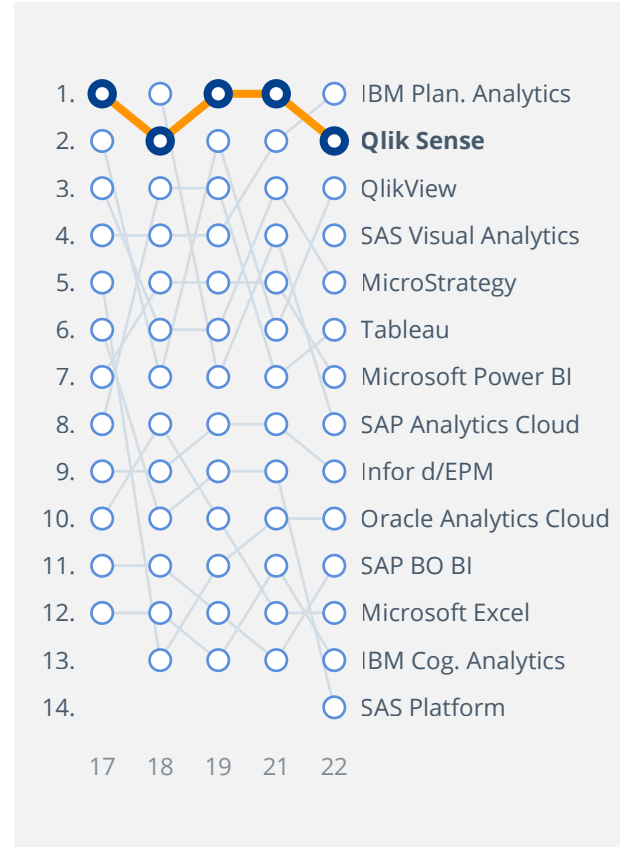 1. IBM Plan. Analytics
2. Qlik Sense
3. QlikView
4. SAS Visual Analytics
5. MicroStrategy
6. Tableau
7. Microsoft Power BI
8. SAP Analytics Cloud
9. Infor d/EPM
10. Oracle Analytics Cloud
11. SAP BO BI
12. Microsoft Excel
13. IBM Cog. Analytics
14. SAS Platform
17 18 19 21 22